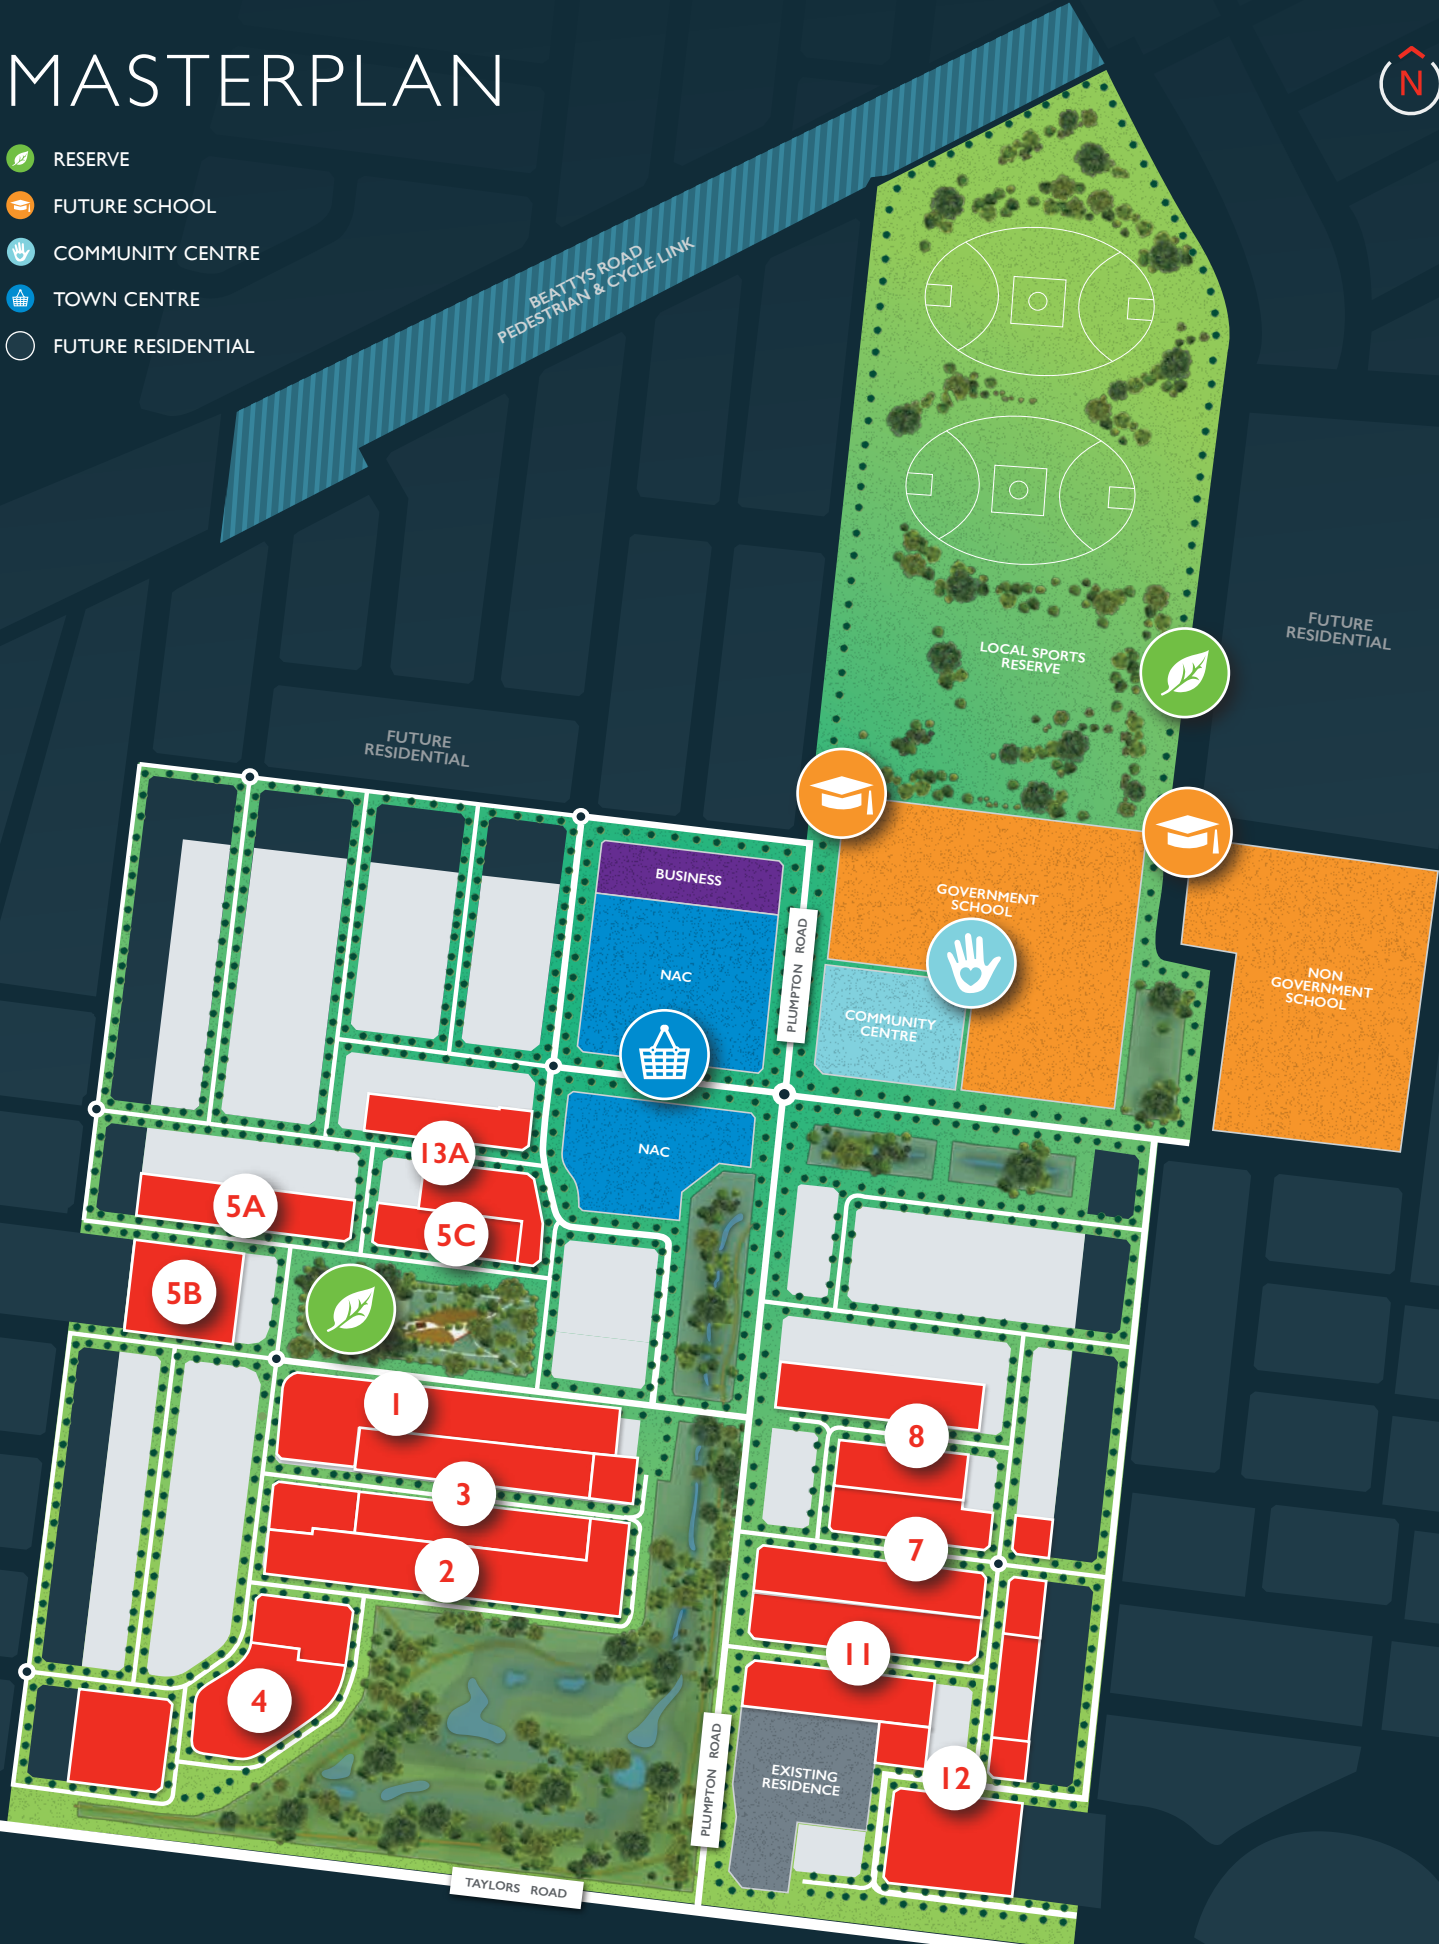 MASTERPLAN
N
RESERVE
FUTURE SCHOOL
COMMUNITY CENTRE
TOWN CENTRE
FUTURE RESIDENTIAL
BEATTYS ROAD
PEDESTRIAN & CYCLE LINK
FUTURE
RESIDENTIAL
LOCAL SPORTS
RESERVE
FUTURE
RESIDENTIAL
BUSINESS
GOVERNMENT
SCHOOL
NAC
PLUMPTON ROAD
NON
GOVERNMENT
SCHOOL
COMMUNITY
CENTRE
NAC
13A
5A
5C
5B
1
8
3
7
2
11
4
EXISTING
RESIDENCE
12
PLUMPTON ROAD
TAYLORS ROAD